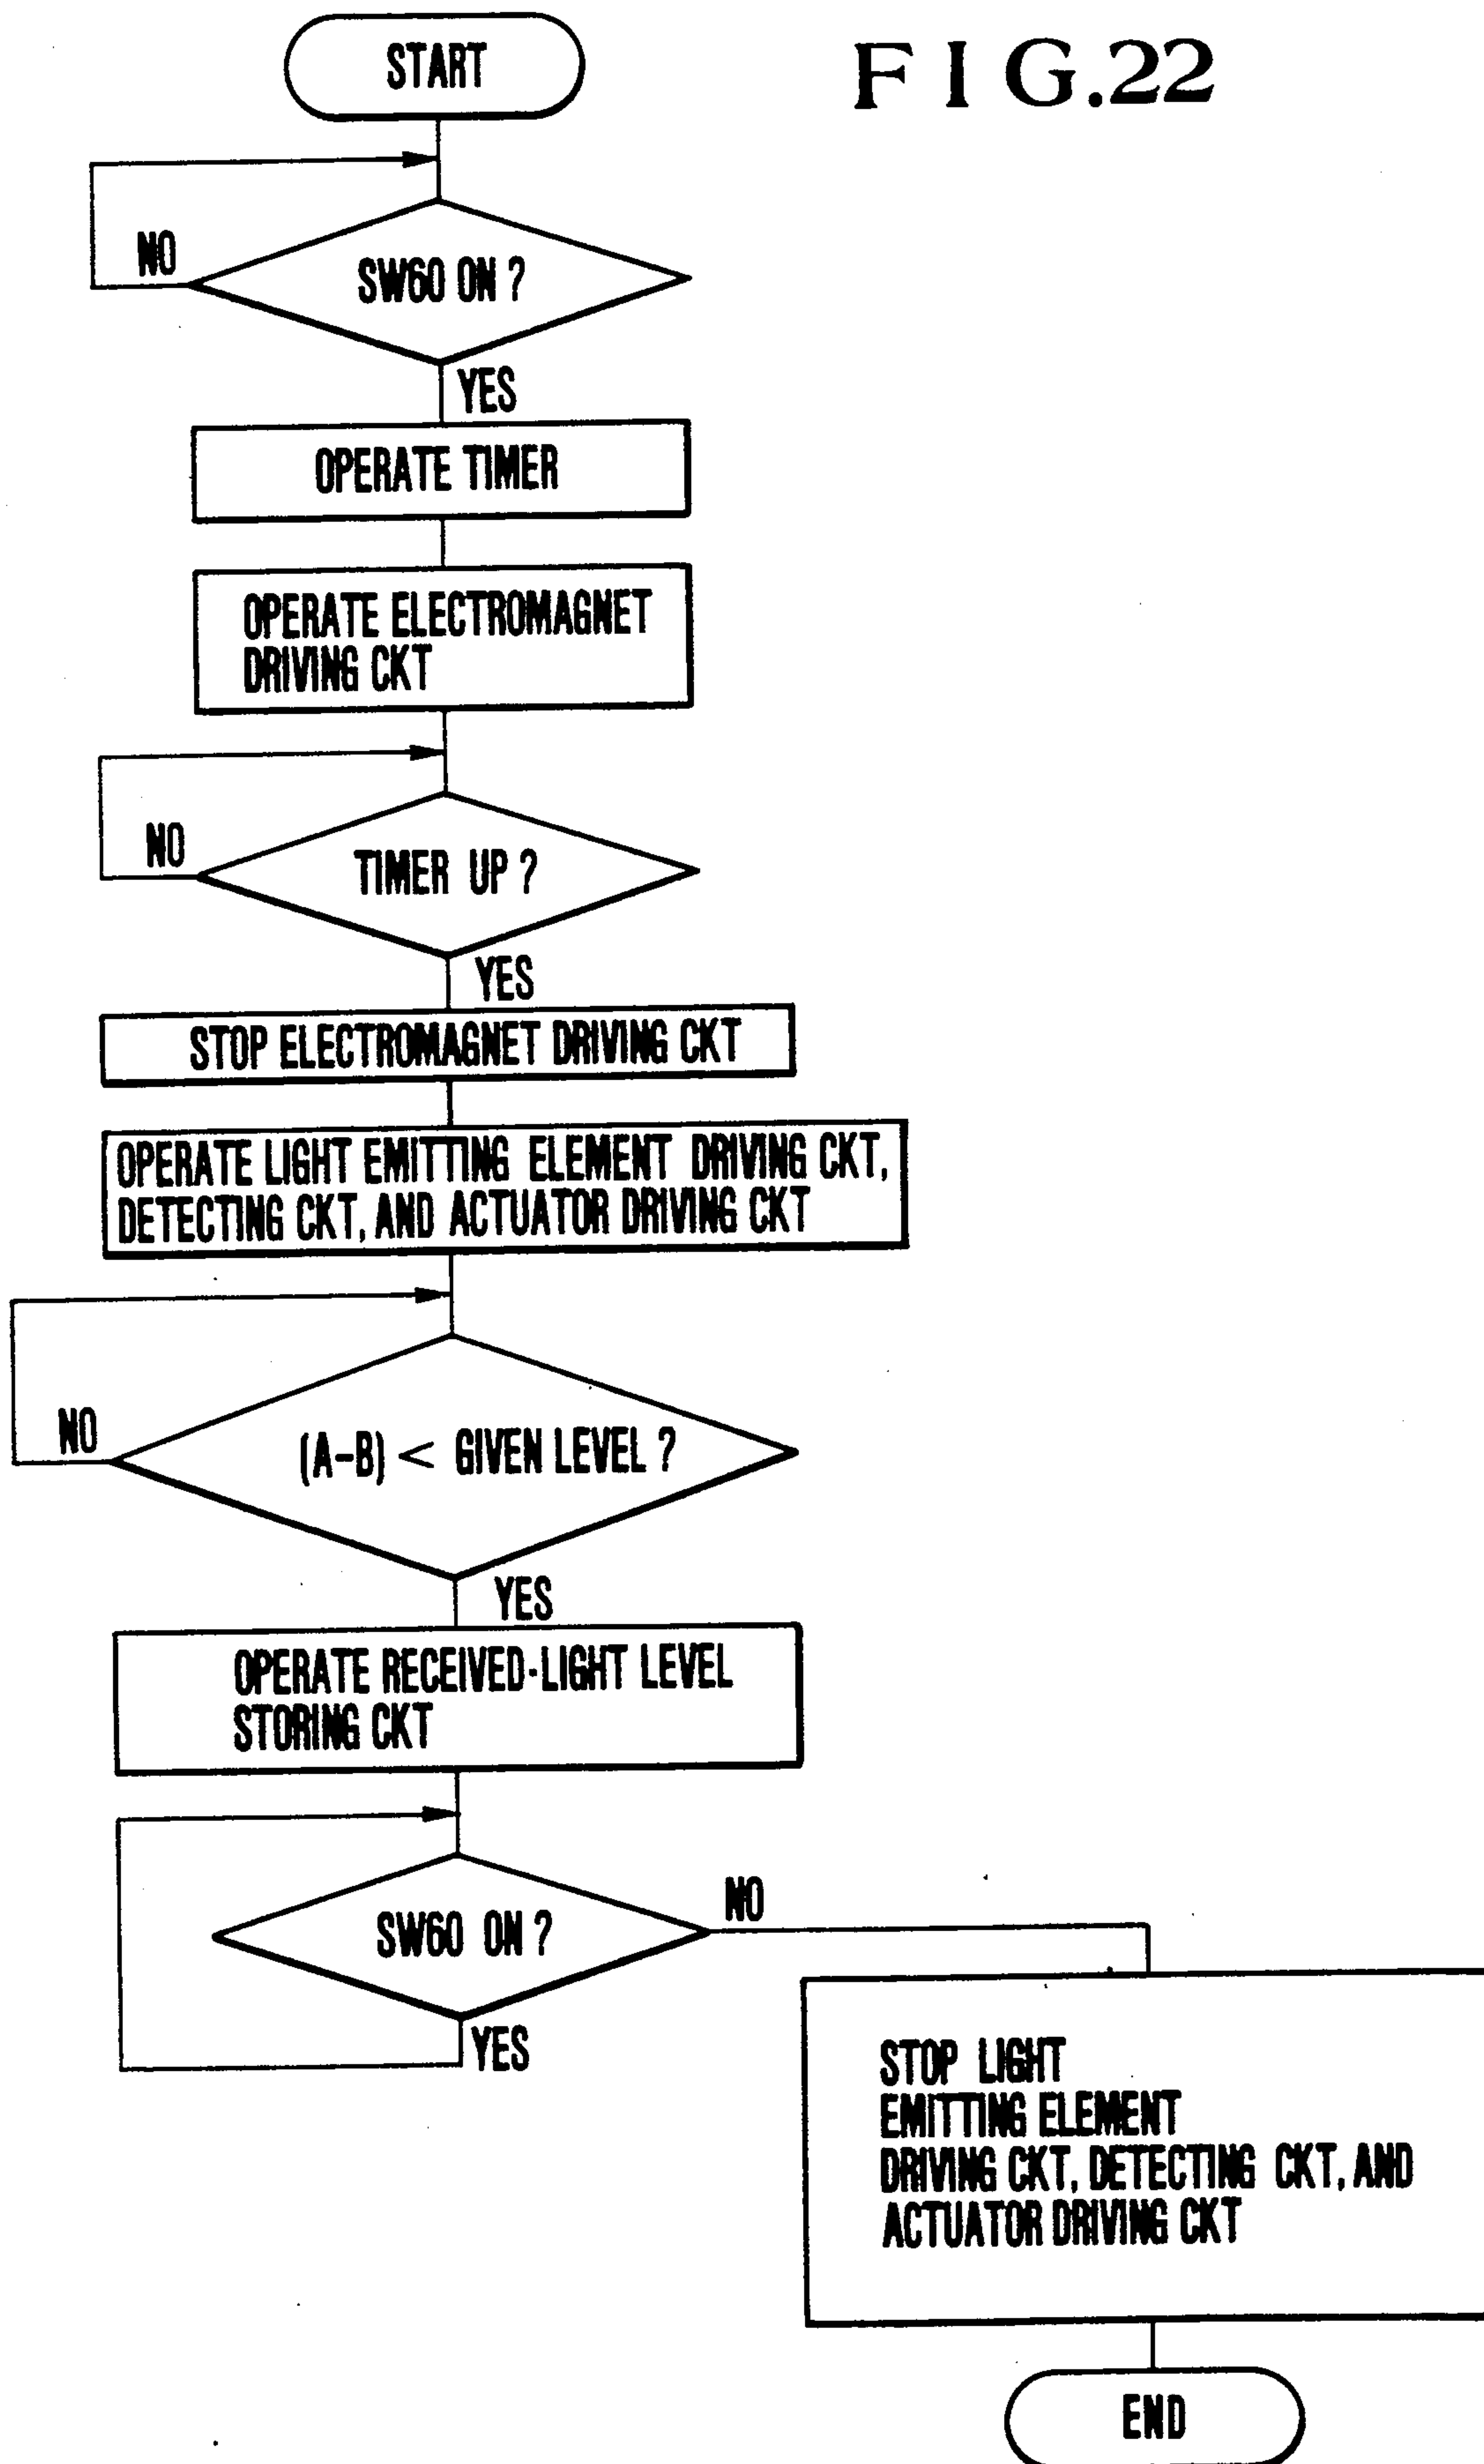 START
F I G.22
NO
SW60 ON ?
YES
OPERATE TIMER
OPERATE ELECTROMAGNET
DRIVING CKT
NO
TIMER UP ?
YES
STOP ELECTROMAGNET DRIVING CKT
OPERATE LIGHT EMITTING ELEMENT DRIVING CKT,
DETECTING CKT, AND ACTUATOR DRIVING CKT
NO
(A-B) < GIVEN LEVEL ?
YES
OPERATE RECEIVED-LIGHT LEVEL
STORING CKT
NO
SW60 ON ?
YES
STOP LIGHT
EMITTING ELEMENT
DRIVING CKT, DETECTING CKT, AND
ACTUATOR DRIVING CKT
END